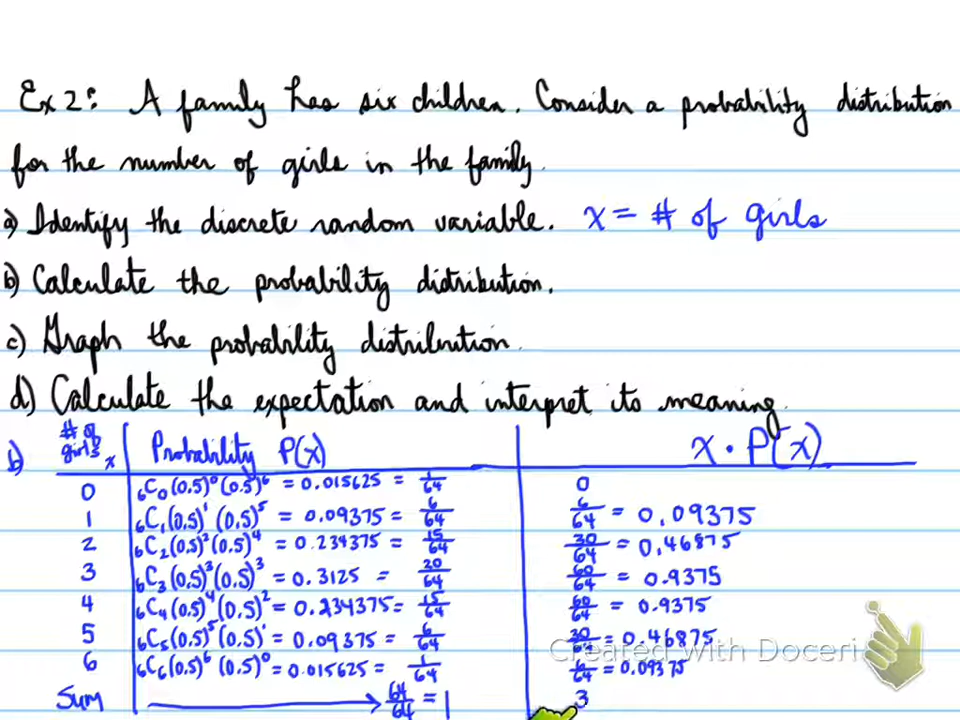 Ex 2: A family has six children. Consider a probability distribution
for the number of girls in the family.
a) Identify the discrete random variable. x = # of girls
b) Calculate the probability distribution.
c) Graph the probability distribution.
d) Calculate the expectation and interpret its meaning.
b) # of girls x | Probability P(x) | x · P(x)
0 | ₆C₀(0.5)⁰(0.5)⁶ = 0.015625 = 1/64 | 0
1 | ₆C₁(0.5)¹(0.5)⁵ = 0.09375 = 6/64 | 6/64 = 0.09375
2 | ₆C₂(0.5)²(0.5)⁴ = 0.234375 = 15/64 | 30/64 = 0.46875
3 | ₆C₃(0.5)³(0.5)³ = 0.3125 = 20/64 | 60/64 = 0.9375
4 | ₆C₄(0.5)⁴(0.5)² = 0.234375 = 15/64 | 60/64 = 0.9375
5 | ₆C₅(0.5)⁵(0.5)¹ = 0.09375 = 6/64 | 30/64 = 0.46875
Created with Doceri
6 | ₆C₆(0.5)⁶(0.5)⁰ = 0.015625 = 1/64 | 6/64 = 0.09375
Sum → 64/64 = 1 | 3